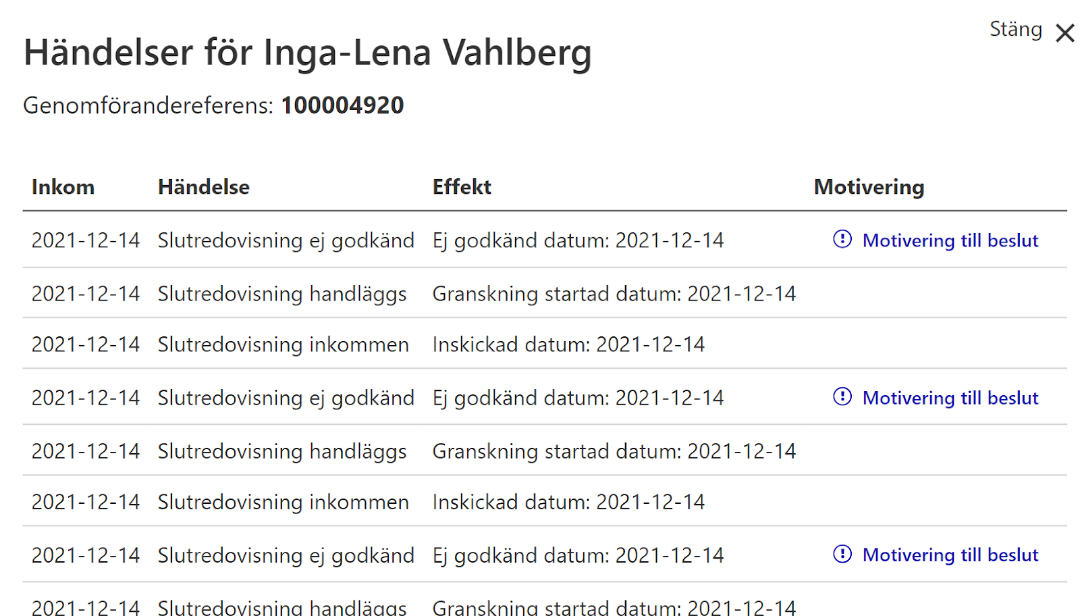 Stäng
Händelser för Inga-Lena Vahlberg
Genomförandereferens: 100004920
Inkom Händelse Effekt Motivering
2021-12-14 Slutredovisning ej godkänd Ej godkänd datum: 2021-12-14 Motivering till beslut
2021-12-14 Slutredovisning handläggs Granskning startad datum: 2021-12-14
2021-12-14 Slutredovisning inkommen Inskickad datum: 2021-12-14
2021-12-14 Slutredovisning ej godkänd Ej godkänd datum: 2021-12-14 Motivering till beslut
2021-12-14 Slutredovisning handläggs Granskning startad datum: 2021-12-14
2021-12-14 Slutredovisning inkommen Inskickad datum: 2021-12-14
2021-12-14 Slutredovisning ej godkänd Ej godkänd datum: 2021-12-14 Motivering till beslut
2021-12-14 Slutredovisning handläggs Granskning startad datum: 2021-12-14